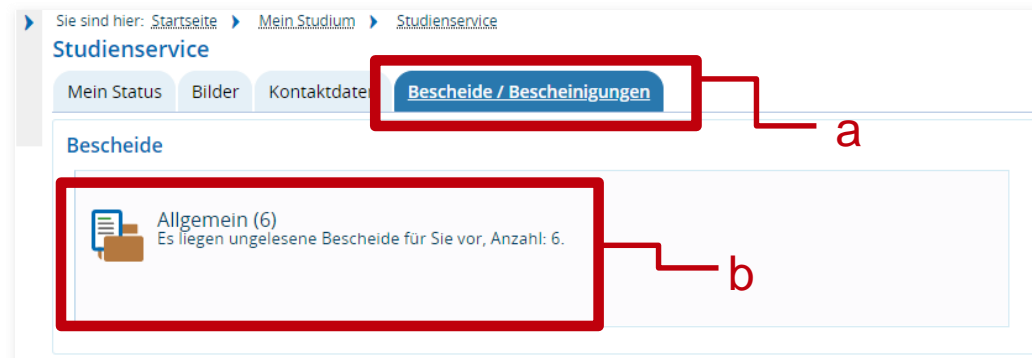 Sie sind hier: Startseite Mein Studium Studienservice
Studienservice
Mein Status Bilder Kontaktdaten Bescheide / Bescheinigungen
a
Bescheide
Allgemein (6)
Es liegen ungelesene Bescheide für Sie vor, Anzahl: 6.
b